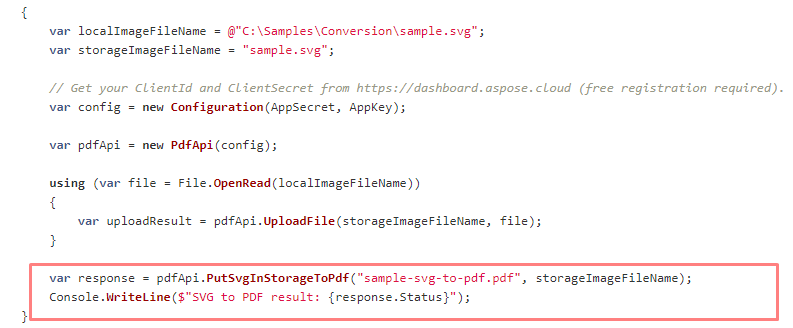 {
    var localImageFileName = @"C:\Samples\Conversion\sample.svg";
    var storageImageFileName = "sample.svg";

    // Get your ClientId and ClientSecret from https://dashboard.aspose.cloud (free registration required).
    var config = new Configuration(AppSecret, AppKey);

    var pdfApi = new PdfApi(config);

    using (var file = File.OpenRead(localImageFileName))
    {
        var uploadResult = pdfApi.UploadFile(storageImageFileName, file);
    }

    var response = pdfApi.PutSvgInStorageToPdf("sample-svg-to-pdf.pdf", storageImageFileName);
    Console.WriteLine($"SVG to PDF result: {response.Status}");
}